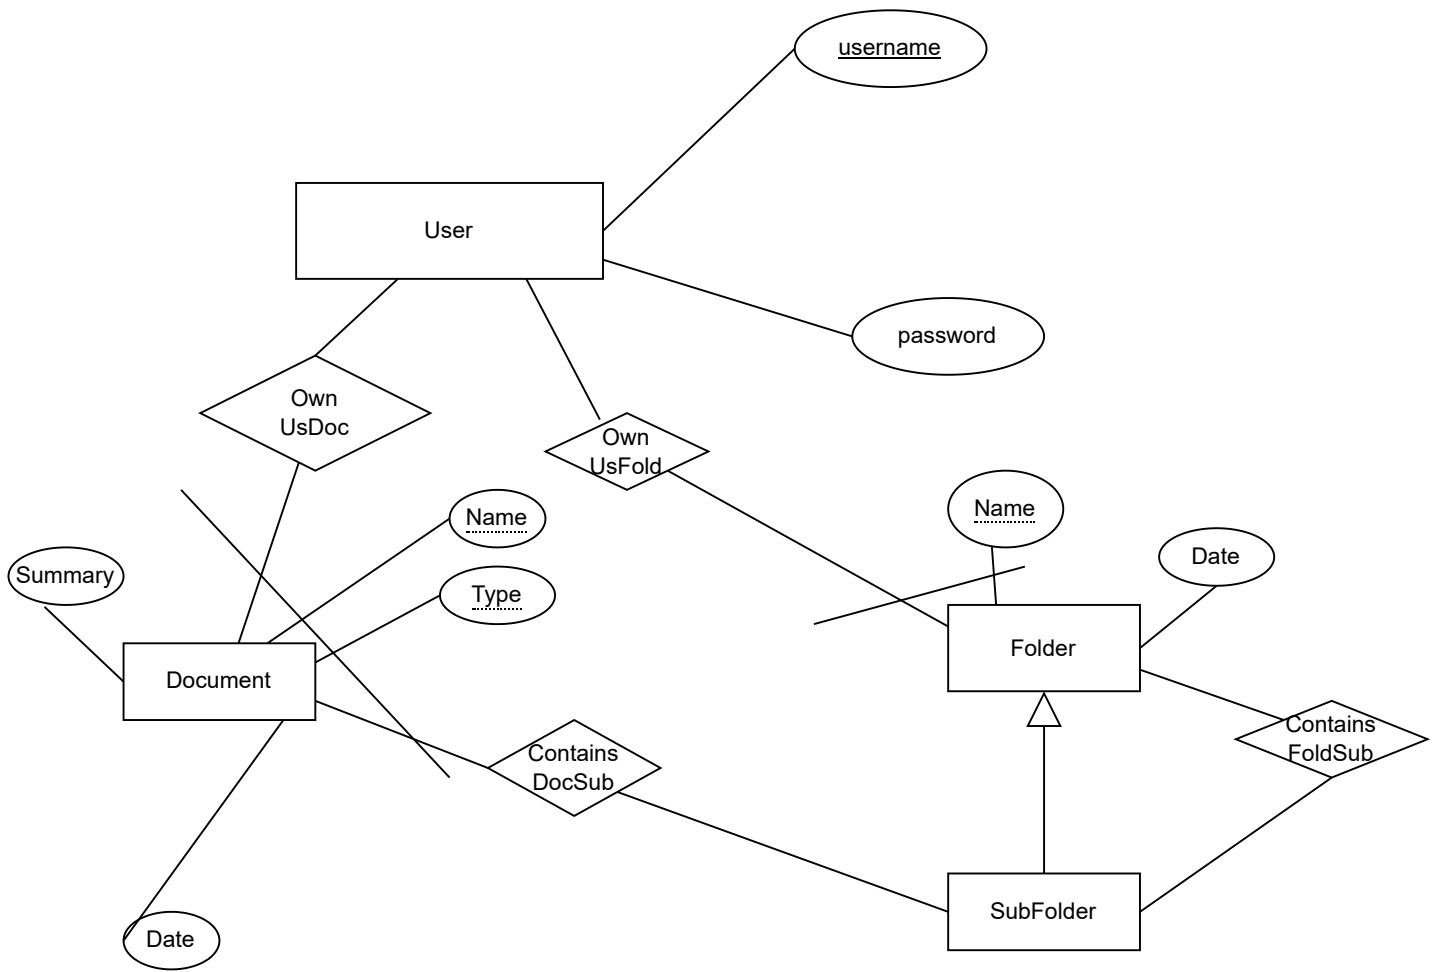 username
User
password
Own
UsDoc
Own
UsFold
Name
Name
Date
Summary
Type
Document
Folder
Contains
DocSub
Contains
FoldSub
SubFolder
Date